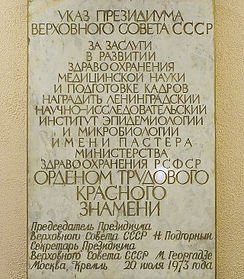 УКАЗ ПРЕЗИДИУМА
ВЕРХОВНОГО СОВЕТА СССР
ЗА ЗАСЛУГИ
В РАЗВИТИИ
ЗДРАВООХРАНЕНИЯ
МЕДИЦИНСКОЙ НАУКИ
И ПОДГОТОВКЕ КАДРОВ
НАГРАДИТЬ ЛЕНИНГРАДСКИЙ
НАУЧНО-ИССЛЕДОВАТЕЛЬСКИЙ
ИНСТИТУТ ЭПИДЕМИОЛОГИИ
И МИКРОБИОЛОГИИ
ИМЕНИ ПАСТЕРА
МИНИСТЕРСТВА
ЗДРАВООХРАНЕНИЯ РСФСР
ОРДЕНОМ ТРУДОВОГО
КРАСНОГО
ЗНАМЕНИ
Председатель Президиума
Верховного Совета СССР Н. Подгорный
Секретарь Президиума
Верховного Совета СССР М. Георгадзе
Москва, Кремль 20 июля 1973 года